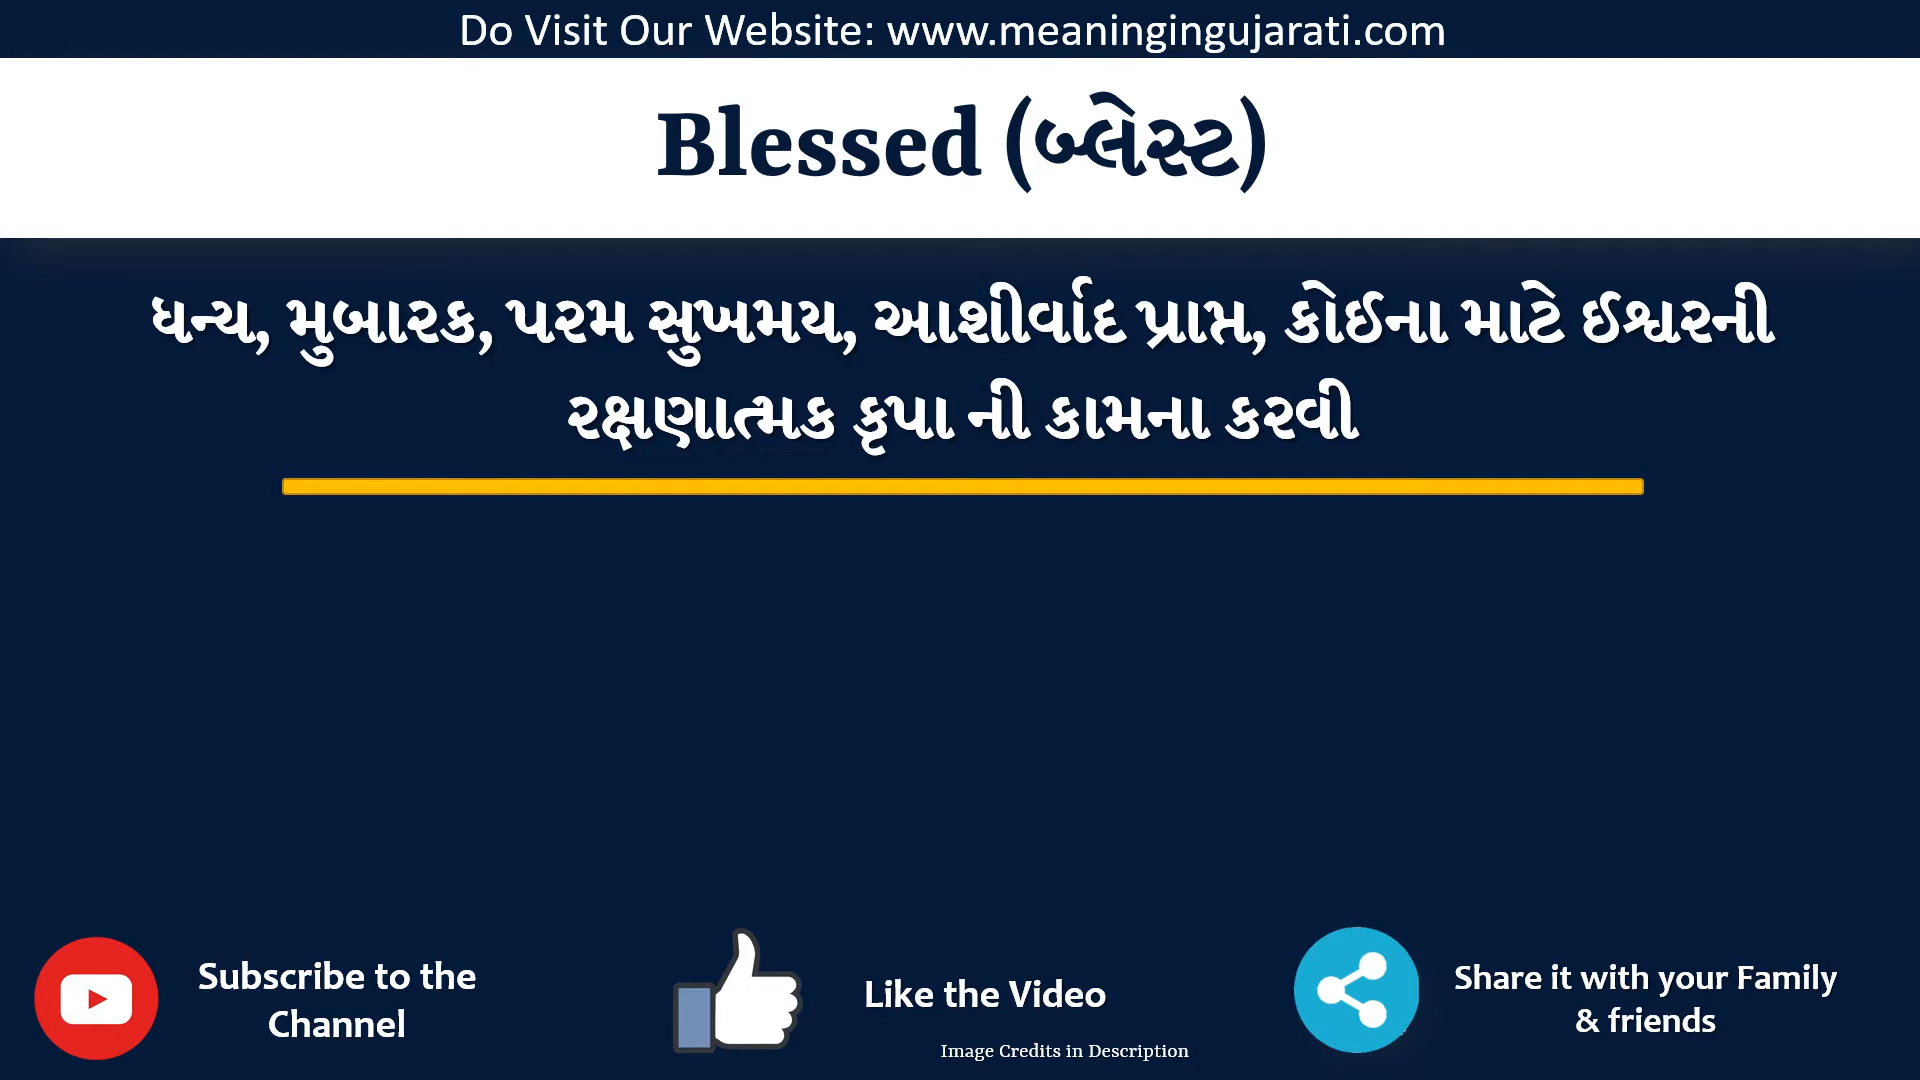 Do Visit Our Website: www.meaningingujarati.com
Blessed (બ્લેસ્ટ)
ધન્ય, મુબારક, પરમ સુખમય, આશીર્વાદ પ્રાપ્ત, કોઈના માટે ઈશ્વરની
રક્ષણાત્મક કૃપા ની કામના કરવી
Subscribe to the
Channel
Like the Video
Share it with your Family
& friends
Image Credits in Description